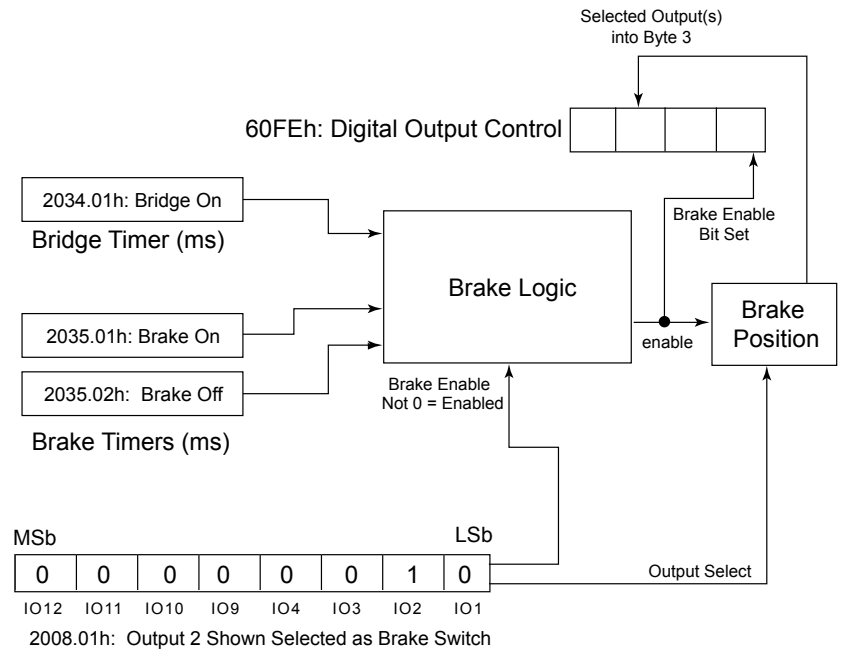 Selected Output(s)
into Byte 3
60FEh: Digital Output Control
2034.01h: Bridge On
Bridge Timer (ms)
Brake Enable
Bit Set
Brake Logic
Brake
Position
enable
2035.01h: Brake On
2035.02h:  Brake Off
Brake Timers (ms)
Brake Enable
Not 0 = Enabled
MSb
LSb
0 0 0 0 0 0 1 0
Output Select
IO12 IO11 IO10 IO9 IO4 IO3 IO2 IO1
2008.01h:  Output 2 Shown Selected as Brake Switch